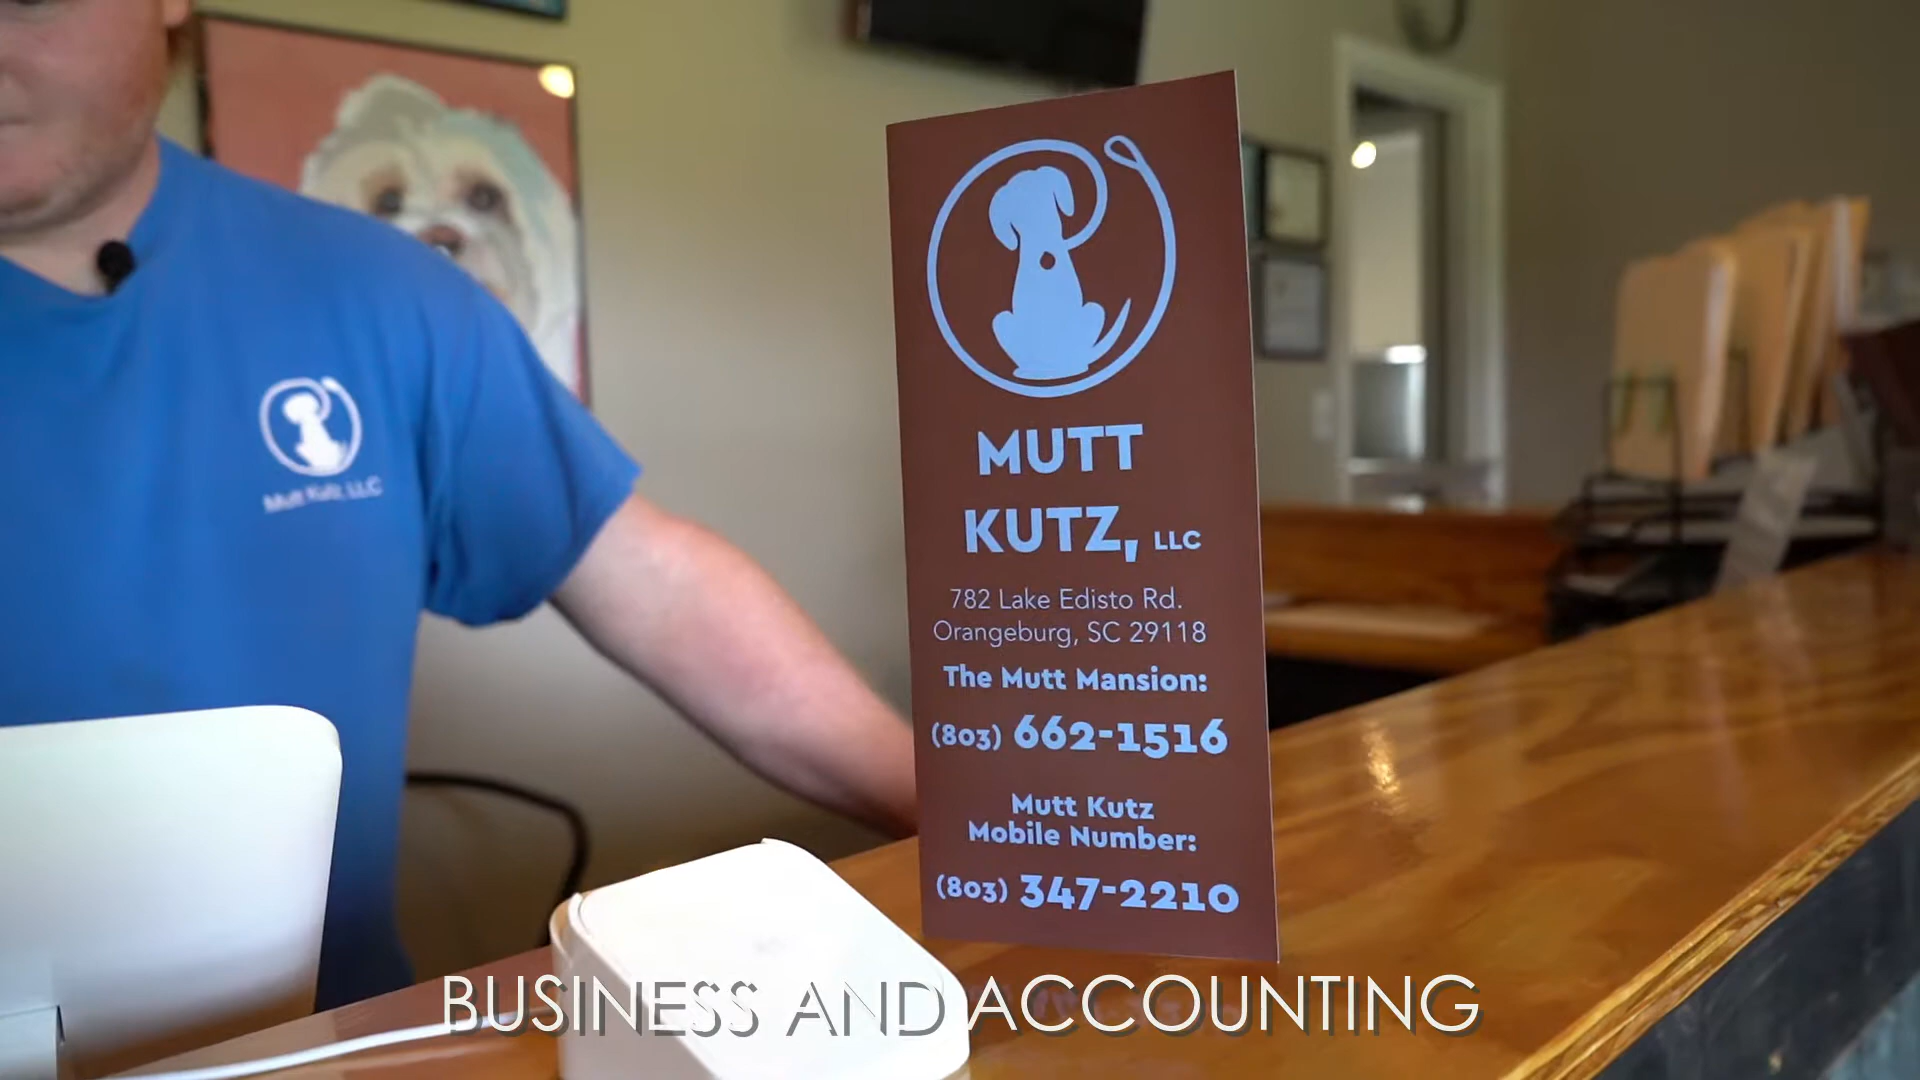 MUTT
KUTZ, LLC
782 Lake Edisto Rd.
Orangeburg, SC 29118
The Mutt Mansion:
(803) 662-1516
Mutt Kutz
Mobile Number:
(803) 347-2210
Mutt Kutz, LLC
BUSINESS AND ACCOUNTING